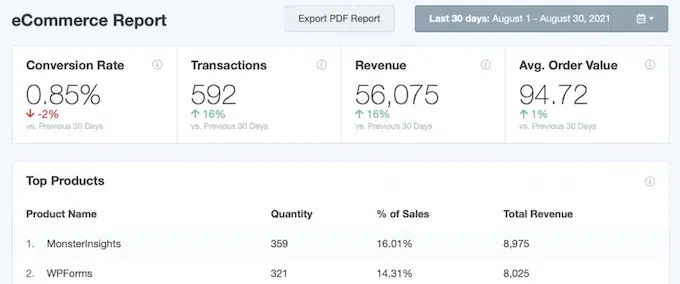 eCommerce Report
Export PDF Report
Last 30 days: August 1 - August 30, 2021
Conversion Rate Transactions Revenue Avg. Order Value
0.85% 592 56,075 94.72
-2% 16% 16% 1%
vs. Previous 30 Days vs. Previous 30 Days vs. Previous 30 Days vs. Previous 30 Days
Top Products
Product Name Quantity % of Sales Total Revenue
1. MonsterInsights 359 16.01% 8,975
2. WPForms 321 14.31% 8,025